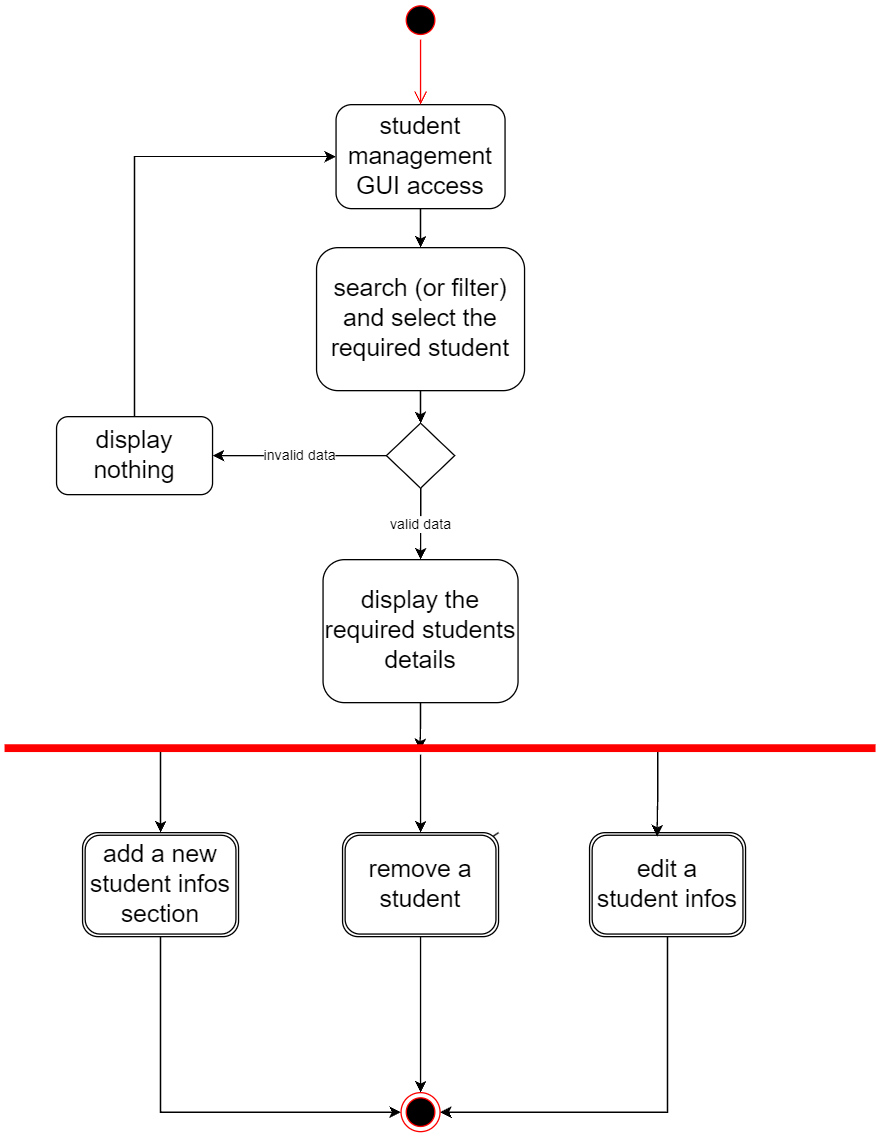 student
management
GUI access
search (or filter)
and select the
required student
display
nothing
invalid data
valid data
display the
required students
details
add a new
student infos
section
remove a
student
edit a
student infos